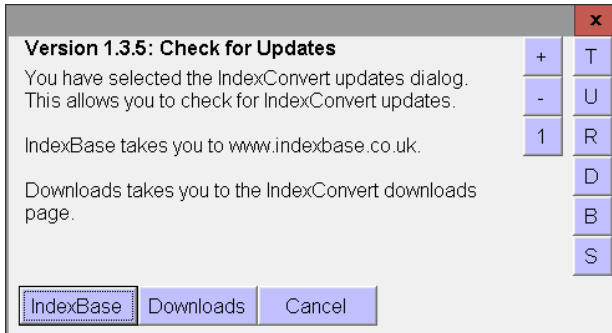 x
Version 1.3.5: Check for Updates
You have selected the IndexConvert updates dialog.
This allows you to check for IndexConvert updates.
IndexBase takes you to www.indexbase.co.uk.
Downloads takes you to the IndexConvert downloads
page.
+
-
1
T
U
R
D
B
S
IndexBase Downloads Cancel